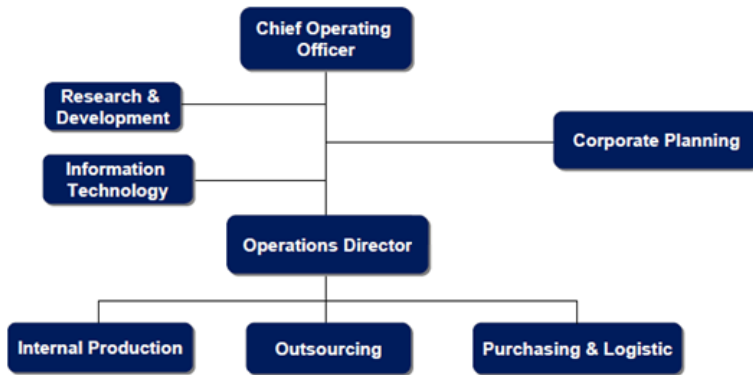 Chief Operating
Officer
Research &
Development
Corporate Planning
Information
Technology
Operations Director
Internal Production
Outsourcing
Purchasing & Logistic